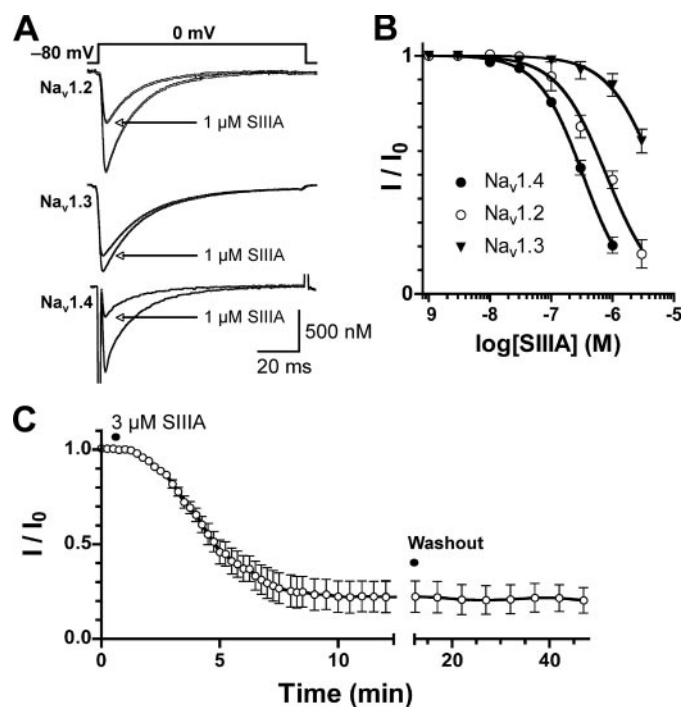 A
0 mV
–80 mV
Nav1.2
1 µM SIIIA
Nav1.3
1 µM SIIIA
Nav1.4
1 µM SIIIA
500 nM
20 ms
B
1
I / I0
Nav1.4
Nav1.2
Nav1.3
0
9 -8 -7 -6 -5
log[SIIIA] (M)
C
3 µM SIIIA
1.0
I / I0
0.5
Washout
0.0
0 5 10 20 40
Time (min)